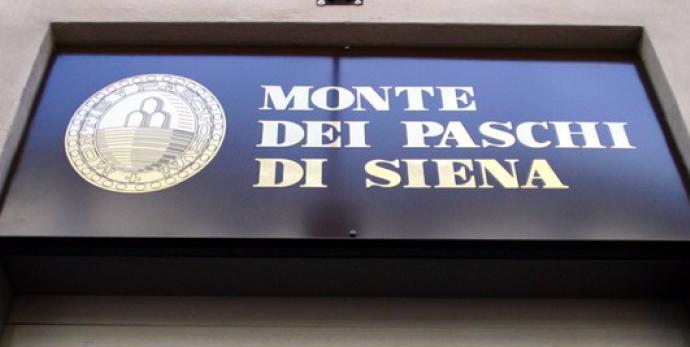 MONTE
DEI PASCHI
DI SIENA